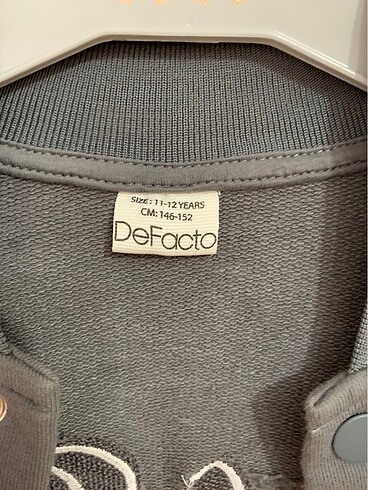 SIZE: 11-12 YEARS
CM: 146-152
DeFacto